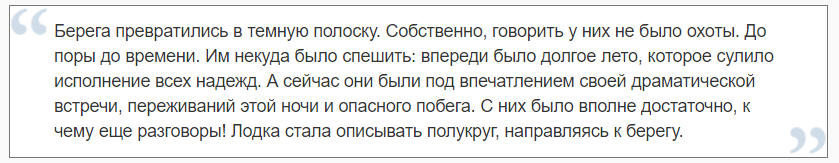 Берега превратились в темную полоску. Собственно, говорить у них не было охоты. До
поры до времени. Им некуда было спешить: впереди было долгое лето, которое сулило
исполнение всех надежд. А сейчас они были под впечатлением своей драматической
встречи, переживаний этой ночи и опасного побега. С них было вполне достаточно, к
чему еще разговоры! Лодка стала описывать полукруг, направляясь к берегу.